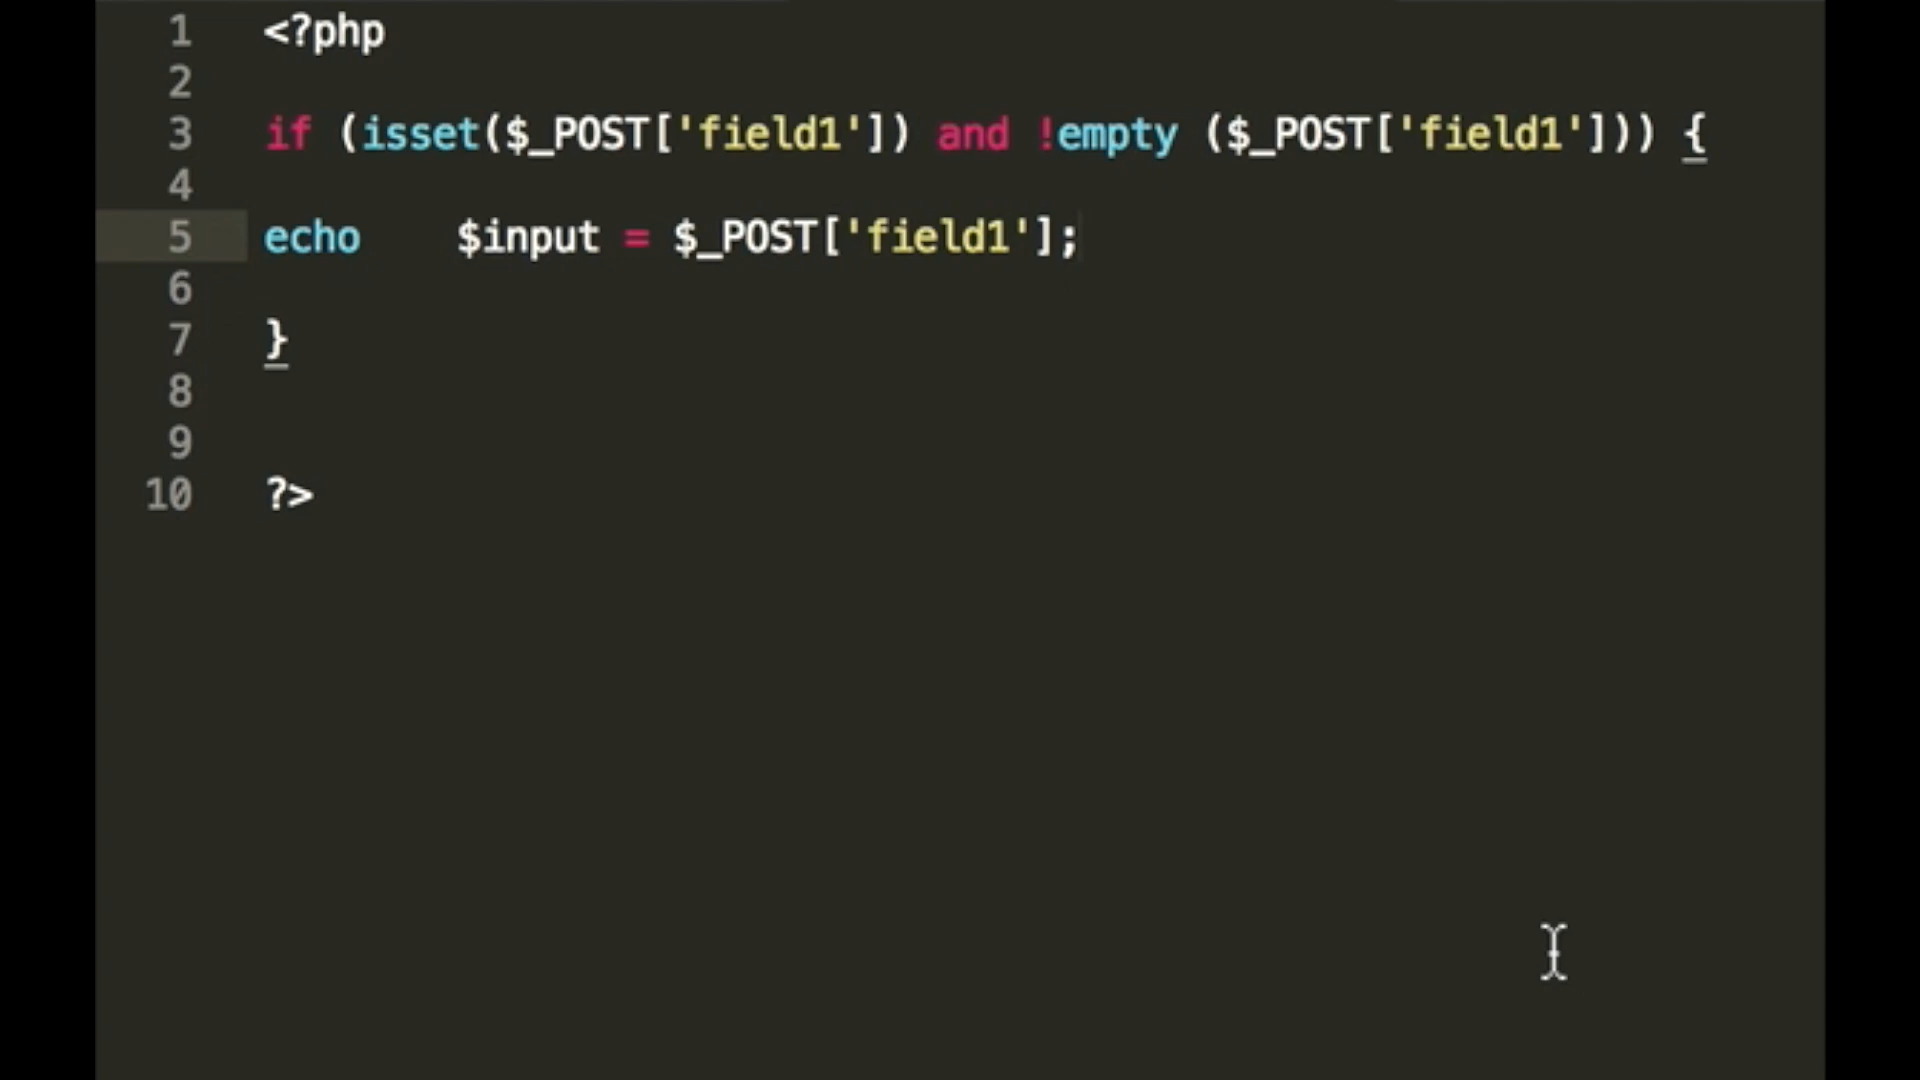 1 <?php
2
3 if (isset($_POST['field1']) and !empty ($_POST['field1'])) {
4
5 echo    $input = $_POST['field1'];
6
7 }
8
9
10 ?>